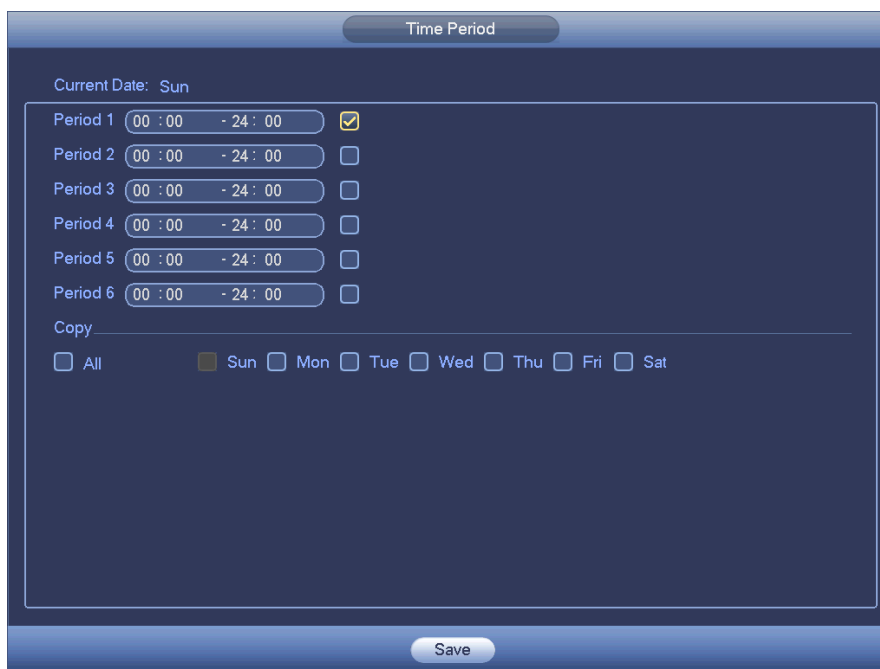 Time Period
Current Date: Sun
Period 1 00 :00 - 24 : 00
Period 2 00 :00 - 24 : 00
Period 3 00 :00 - 24 : 00
Period 4 00 :00 - 24 : 00
Period 5 00 :00 - 24 : 00
Period 6 00 :00 - 24 : 00
Copy
All Sun Mon Tue Wed Thu Fri Sat
Save